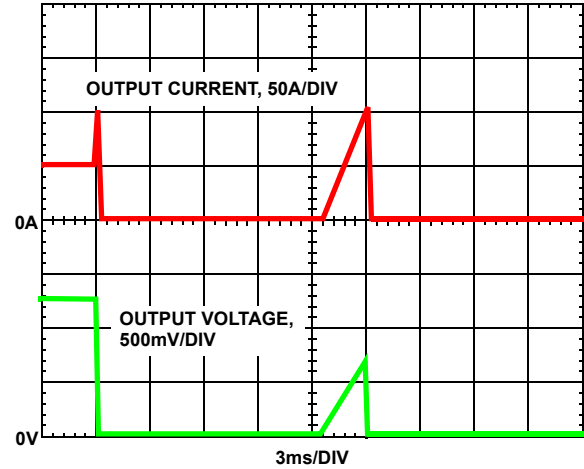 OUTPUT CURRENT, 50A/DIV
0A
OUTPUT VOLTAGE,
500mV/DIV
0V
3ms/DIV